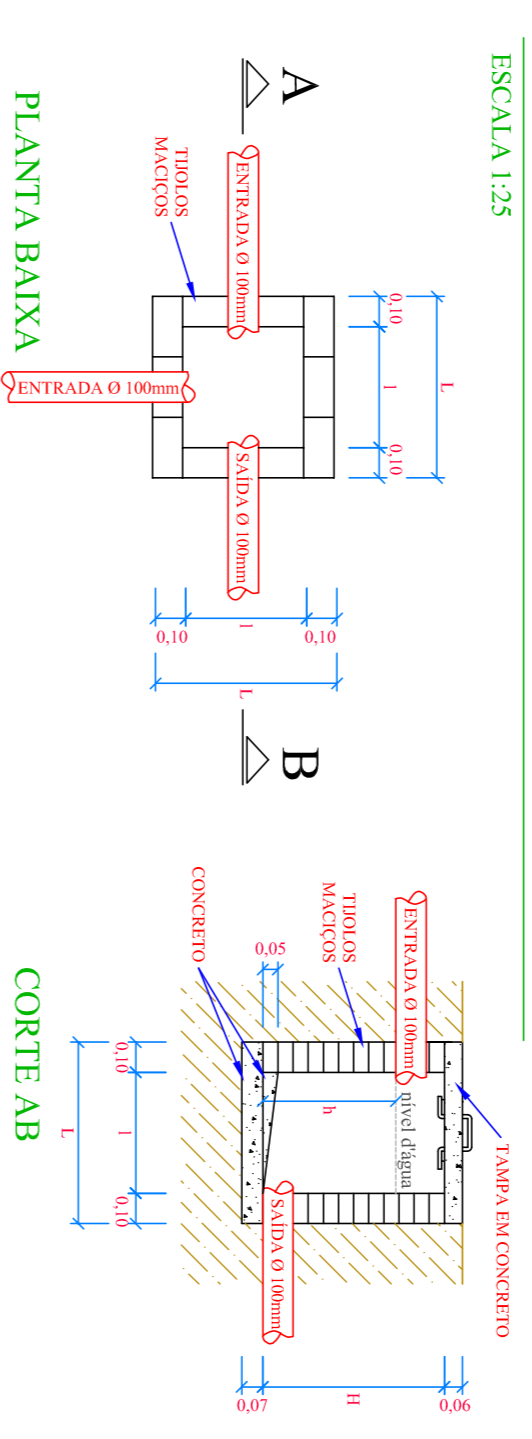 ESCALA 1:25
A
ENTRADA Ø 100mm
TIJOLOS
MACIÇOS
0,10
l
0,10
L
SAÍDA Ø 100mm
ENTRADA Ø 100mm
0,10
l
0,10
L
B
PLANTA BAIXA
TAMPA EM CONCRETO
ENTRADA Ø 100mm
TIJOLOS
MACIÇOS
nível d'água
h
0,05
CONCRETO
SAÍDA Ø 100mm
0,06
H
0,07
0,10
l
0,10
L
CORTE AB